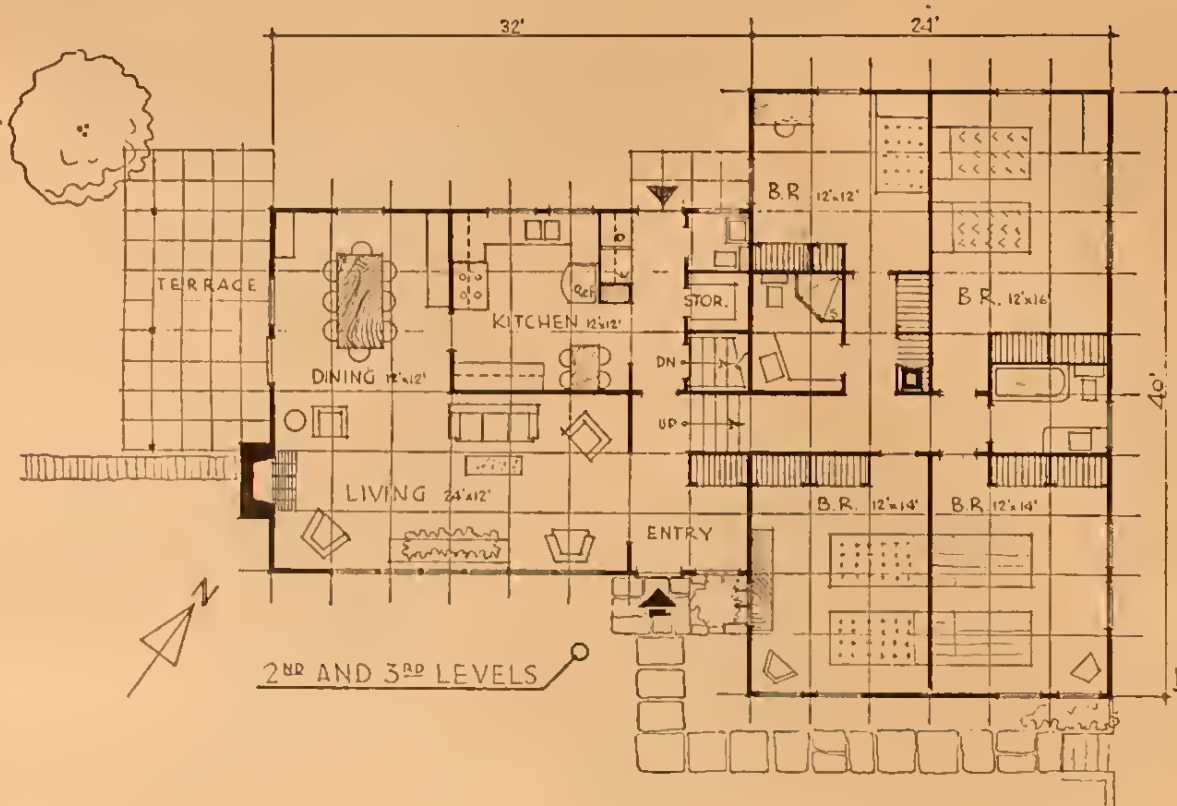 32'
24'
B.R. 12'x12'
TERRACE
Ref
KITCHEN 12'x12'
STOR.
S
B.R. 12'x16'
DN
DINING 12'x12'
UP
40'
LIVING 24'x12'
B.R. 12'x14'
B.R. 12'x14'
ENTRY
N
2ND AND 3RD LEVELS